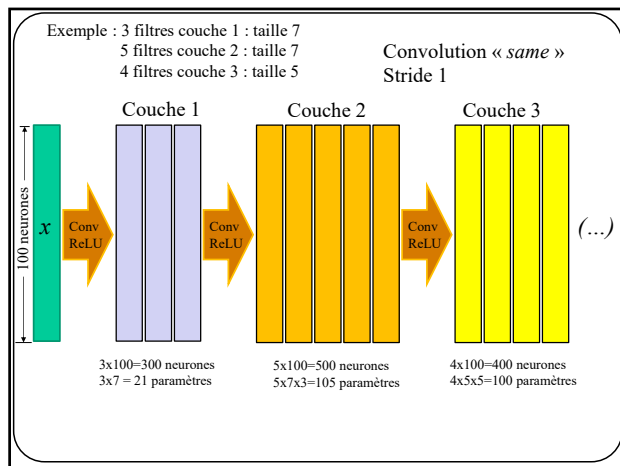 Exemple : 3 filtres couche 1 : taille 7
5 filtres couche 2 : taille 7
4 filtres couche 3 : taille 5
Convolution « same »
Stride 1
Couche 1
Couche 2
Couche 3
100 neurones
x
Conv
ReLU
Conv
ReLU
Conv
ReLU
(...)
3x100=300 neurones
3x7 = 21 paramètres
5x100=500 neurones
5x7x3=105 paramètres
4x100=400 neurones
4x5x5=100 paramètres